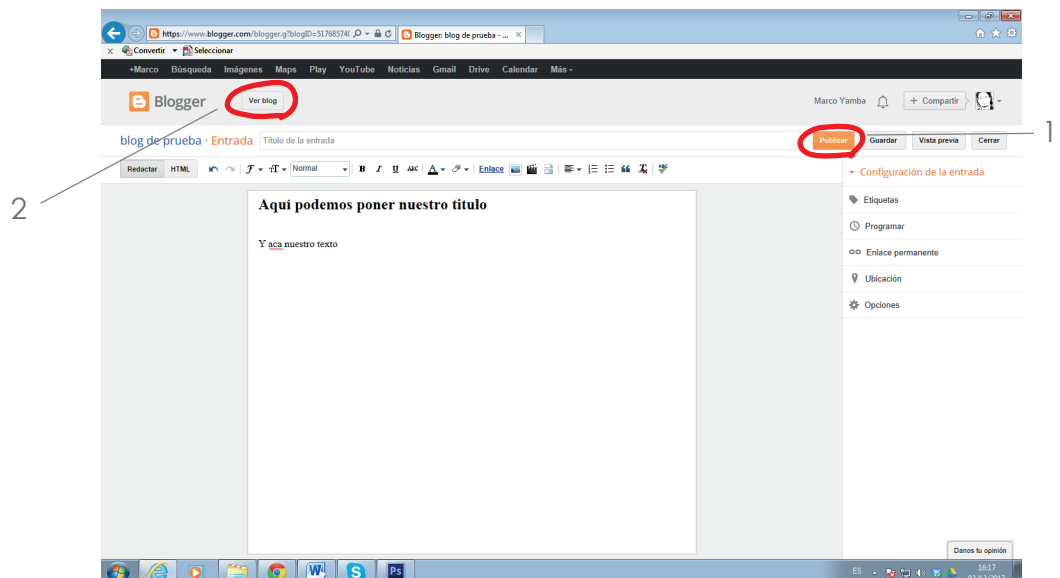 https://www.blogger.com/blogger.g?blogID=51768574( Blogger: blog de prueba - ... ×
x Convertir Seleccionar
+Marco Búsqueda Imágenes Maps Play YouTube Noticias Gmail Drive Calendar Más
Blogger Ver blog Marco Yamba + Compartir
1
blog de prueba · Entrada Título de la entrada Publicar Guardar Vista previa Cerrar
Redactar HTML Normal B I U ABC A Enlace
Configuración de la entrada
2
Aquí podemos poner nuestro titulo
Etiquetas
Programar
Y aca nuestro texto
Enlace permanente
Ubicación
Opciones
Danos tu opinión
W S Ps ES 16:17